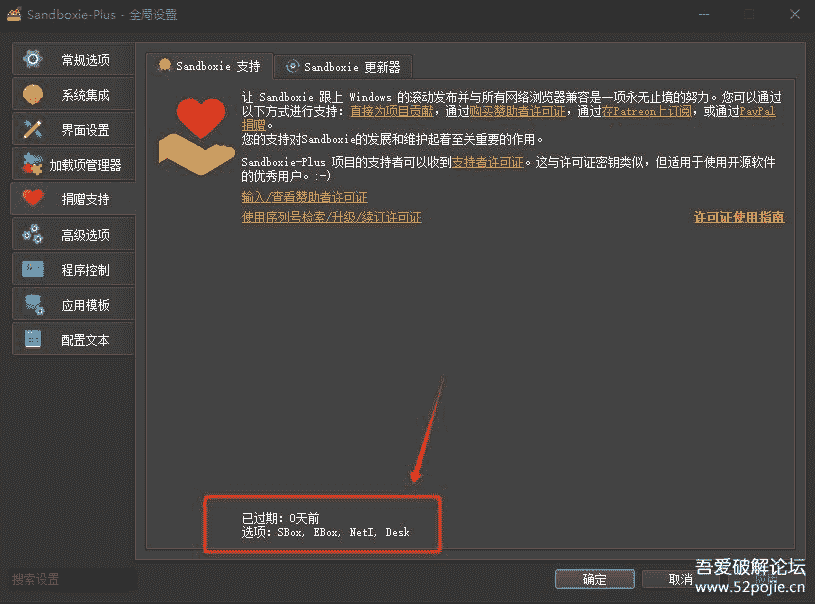 Sandboxie-Plus - 全局设置
常规选项
系统集成
界面设置
加载项管理器
捐赠支持
高级选项
程序控制
应用模板
配置文本
Sandboxie 支持
Sandboxie 更新器
让 Sandboxie 跟上 Windows 的滚动发布并与所有网络浏览器兼容是一项永无止境的努力。您可以通过
以下方式进行支持：直接为项目贡献，通过购买赞助者许可证，通过在Patreon上订阅，或通过PayPal
捐赠。
您的支持对Sandboxie的发展和维护起着至关重要的作用。
Sandboxie-Plus 项目的支持者可以收到支持者许可证。这与许可证密钥类似，但适用于使用开源软件
的优秀用户。:-)
输入/查看赞助者许可证
使用序列号检索/升级/续订许可证
许可证使用指南
已过期：0天前
选项：SBox, EBox, NetI, Desk
搜索设置
确定
取消
吾爱破解论坛
www.52pojie.cn